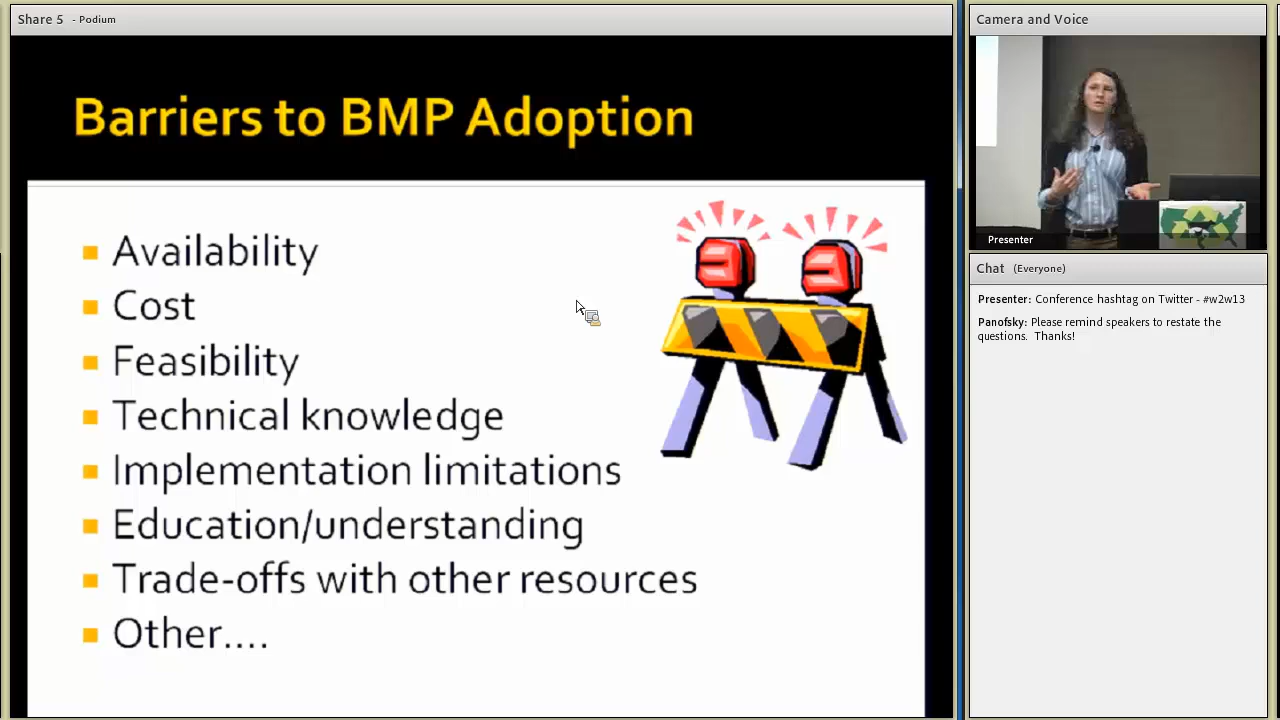 Share 5 - Podium
Barriers to BMP Adoption
Availability
Cost
Feasibility
Technical knowledge
Implementation limitations
Education/understanding
Trade-offs with other resources
Other....
Camera and Voice
Presenter
Chat (Everyone)
Presenter: Conference hashtag on Twitter - #w2w13
Panofsky: Please remind speakers to restate the
questions. Thanks!